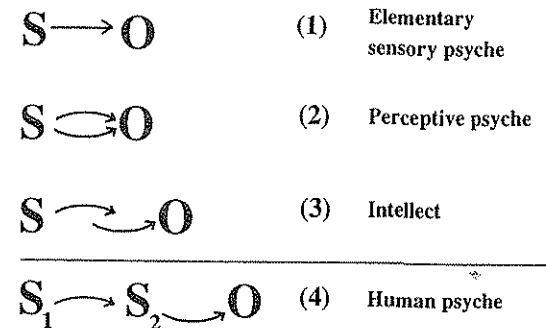 S → O (1) Elementary
sensory psyche
S O (2) Perceptive psyche
S O (3) Intellect
S1 S2 O (4) Human psyche